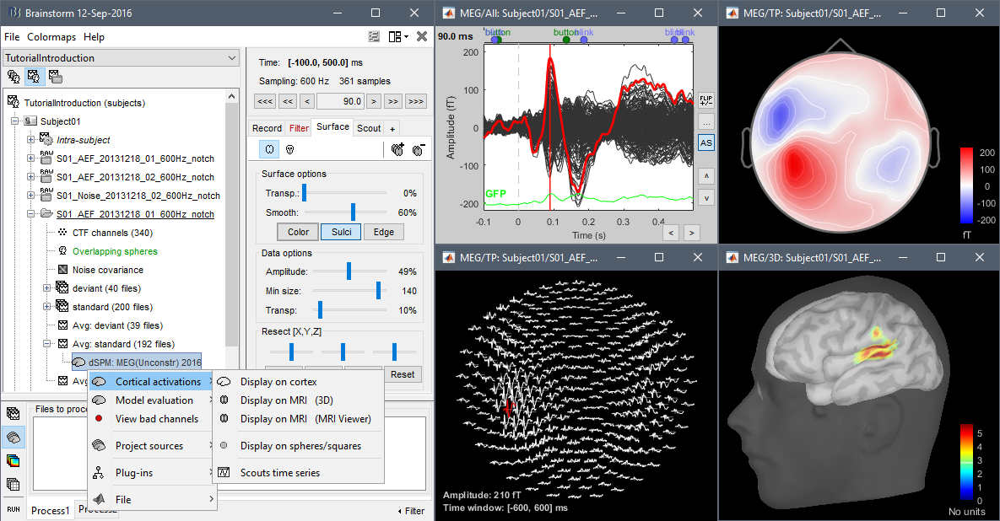 Brainstorm 12-Sep-2016
File Colormaps Help
TutorialIntroduction
TutorialIntroduction (subjects)
Subject01
Intra-subject
RAW
S01_AEF_20131218_01_600Hz_notch
RAW
S01_AEF_20131218_02_600Hz_notch
RAW
S01_Noise_20131218_02_600Hz_notch
S01_AEF_20131218_01_600Hz_notch
CTF channels (340)
Overlapping spheres
Noise covariance
deviant (40 files)
standard (200 files)
Avg: deviant (39 files)
Avg: standard (192 files)
dSPM: MEG(Unconstr) 2016
Cortical activations
Model evaluation
View bad channels
Project sources
Plug-ins
File
Display on cortex
Display on MRI (3D)
Display on MRI (MRI Viewer)
Display on spheres/squares
Scouts time series
RUN
Process1
Filter
Time: [-100.0, 500.0] ms
Sampling: 600 Hz 361 samples
<<< << < 90.0 > >> >>>
Record Filter Surface Scout +
Surface options
Transp.: 0%
Smooth: 60%
Color Sulci Edge
Data options
Amplitude: 49%
Min size: 140
Transp: 10%
Resect [X,Y,Z]
Reset
MEG/All: Subject01/S01_AEF_...
90.0 ms
button button blink
200
100
0
-100
-200
Amplitude (fT)
GFP
-0.1 0 0.1 0.2 0.3 0.4
Time (s)
< >
FLIP
+/-
...
AS
MEG/TP: Subject01/S01_AEF_...
200
100
0
-100
-200
fT
MEG/TP: Subject01/S01_AEF_...
Amplitude: 210 fT
Time window: [-600, 600] ms
MEG/3D: Subject01/S01_AEF_...
5
4
3
2
1
0
No units